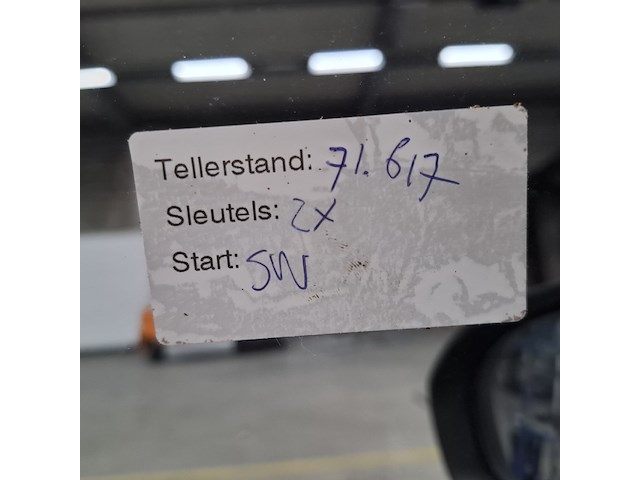 Tellerstand: 71.617
Sleutels: 2x
Start: SW